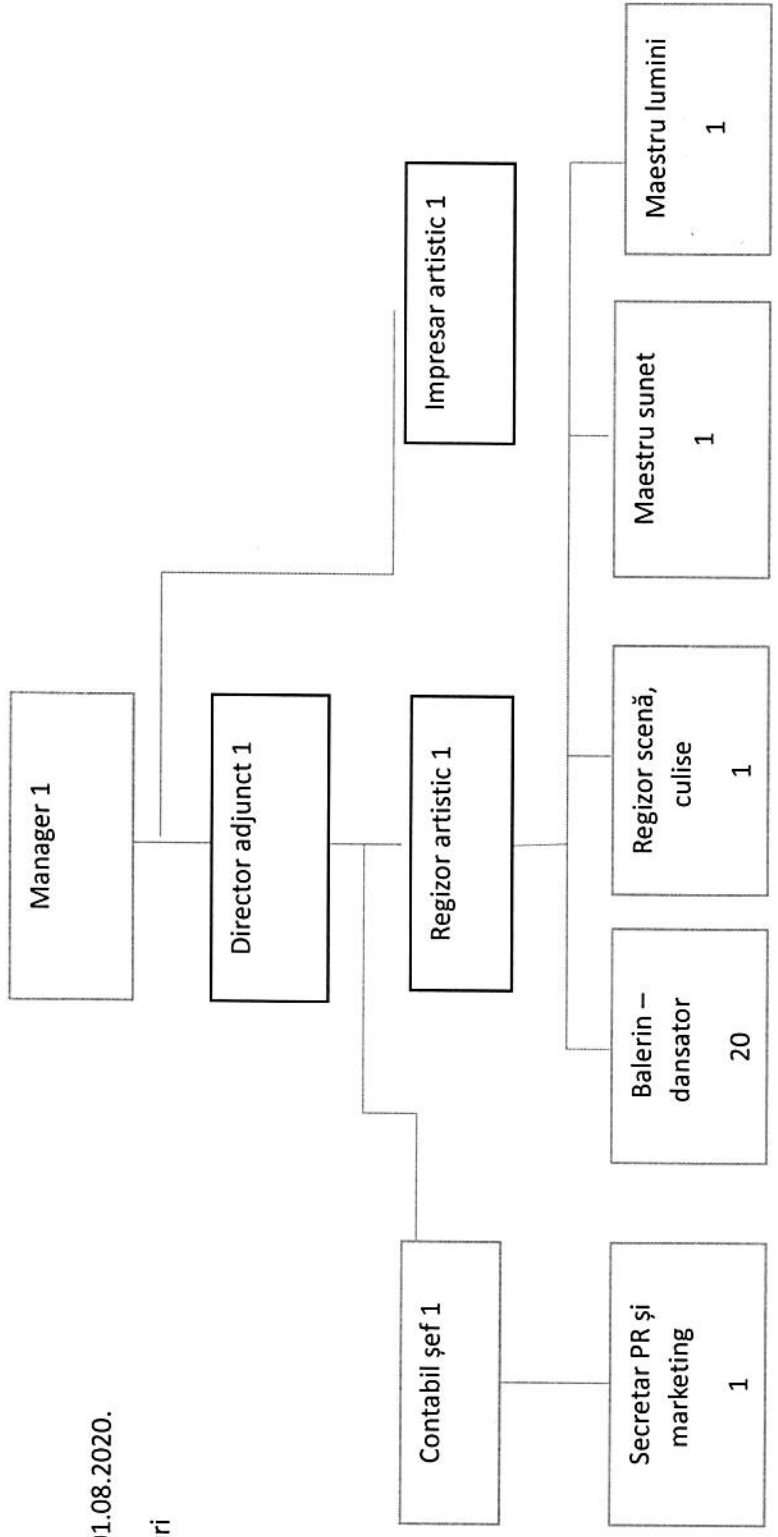 01.08.2020.
ri
Manager 1
Director adjunct 1
Contabil șef 1
Regizor artistic 1
Impresar artistic 1
Secretar PR și
marketing
1
Balerin –
dansator
20
Regizor scenă,
culise
1
Maestru sunet
1
Maestru lumini
1